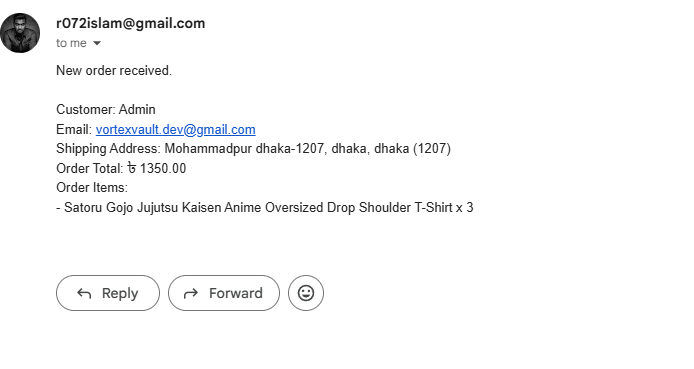 r072islam@gmail.com
to me
New order received.
Customer: Admin
Email: vortexvault.dev@gmail.com
Shipping Address: Mohammadpur dhaka-1207, dhaka, dhaka (1207)
Order Total: ৳ 1350.00
Order Items:
- Satoru Gojo Jujutsu Kaisen Anime Oversized Drop Shoulder T-Shirt x 3
Reply Forward